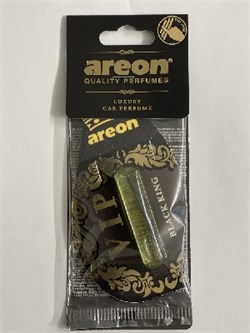 areon
QUALITY PERFUMES
LUXURY
CAR PERFUME
areon
VIP
BLACK KING